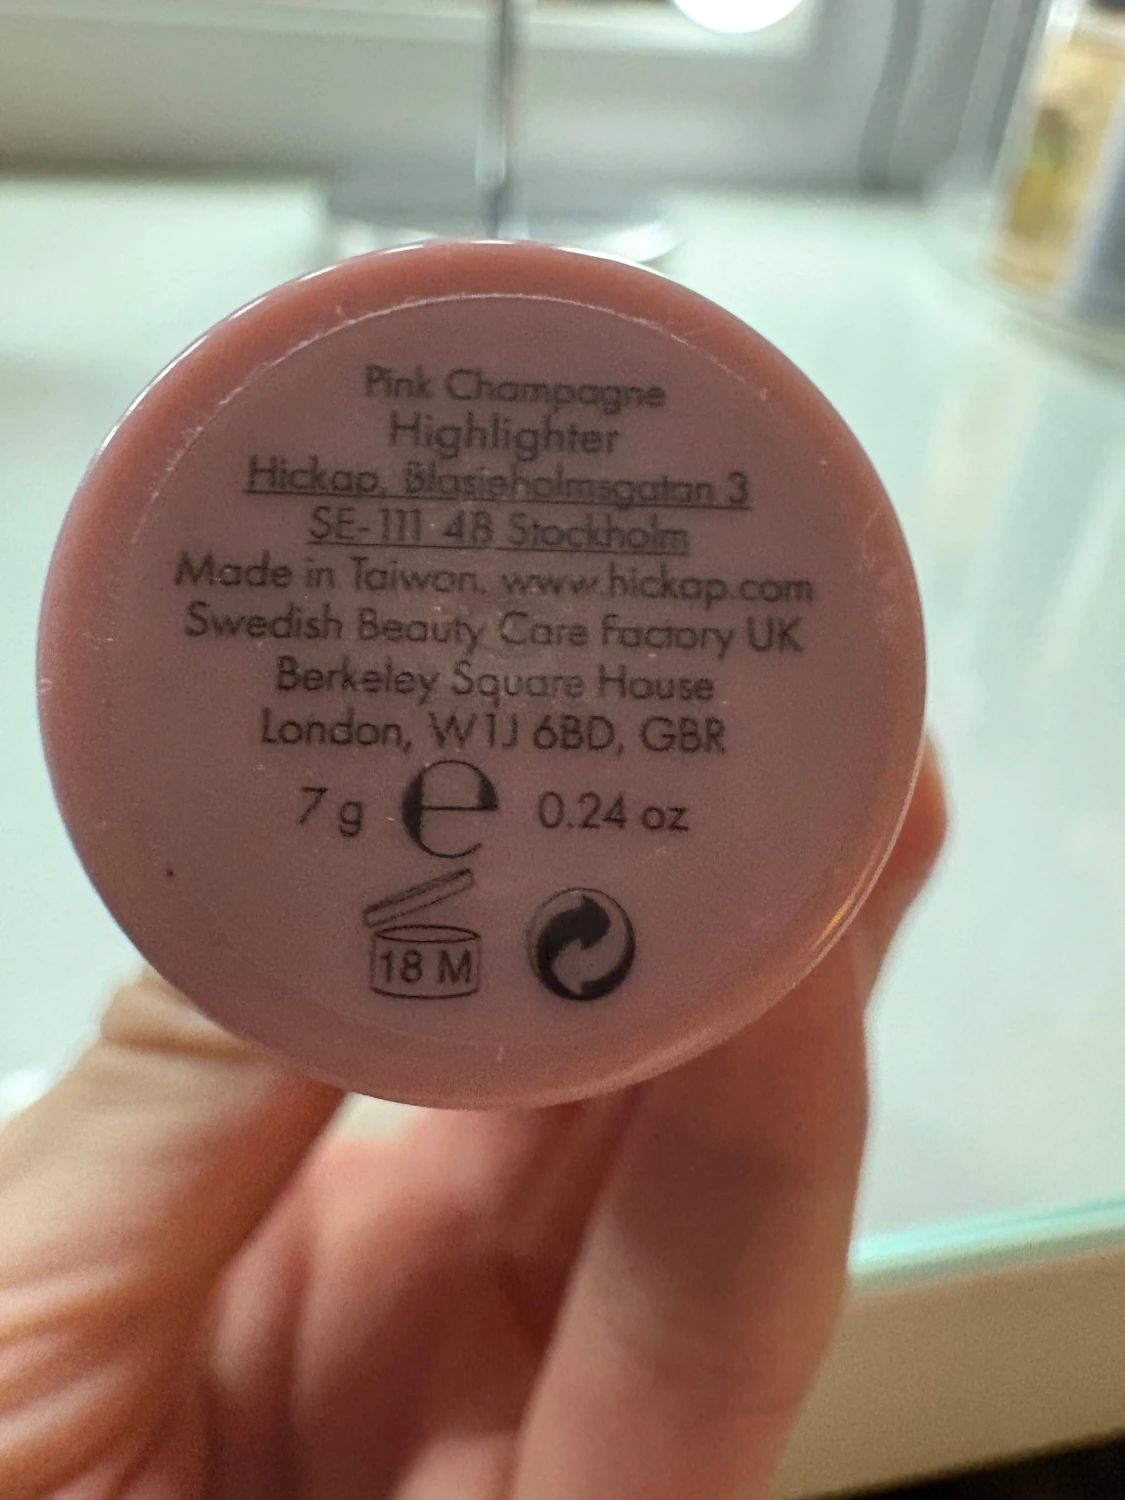 Pink Champagne
Highlighter
Hickap, Blasieholmsgatan 3
SE-111 48 Stockholm
Made in Taiwan. www.hickap.com
Swedish Beauty Care Factory UK
Berkeley Square House
London, W1J 6BD, GBR
7 g e 0.24 oz
18 M